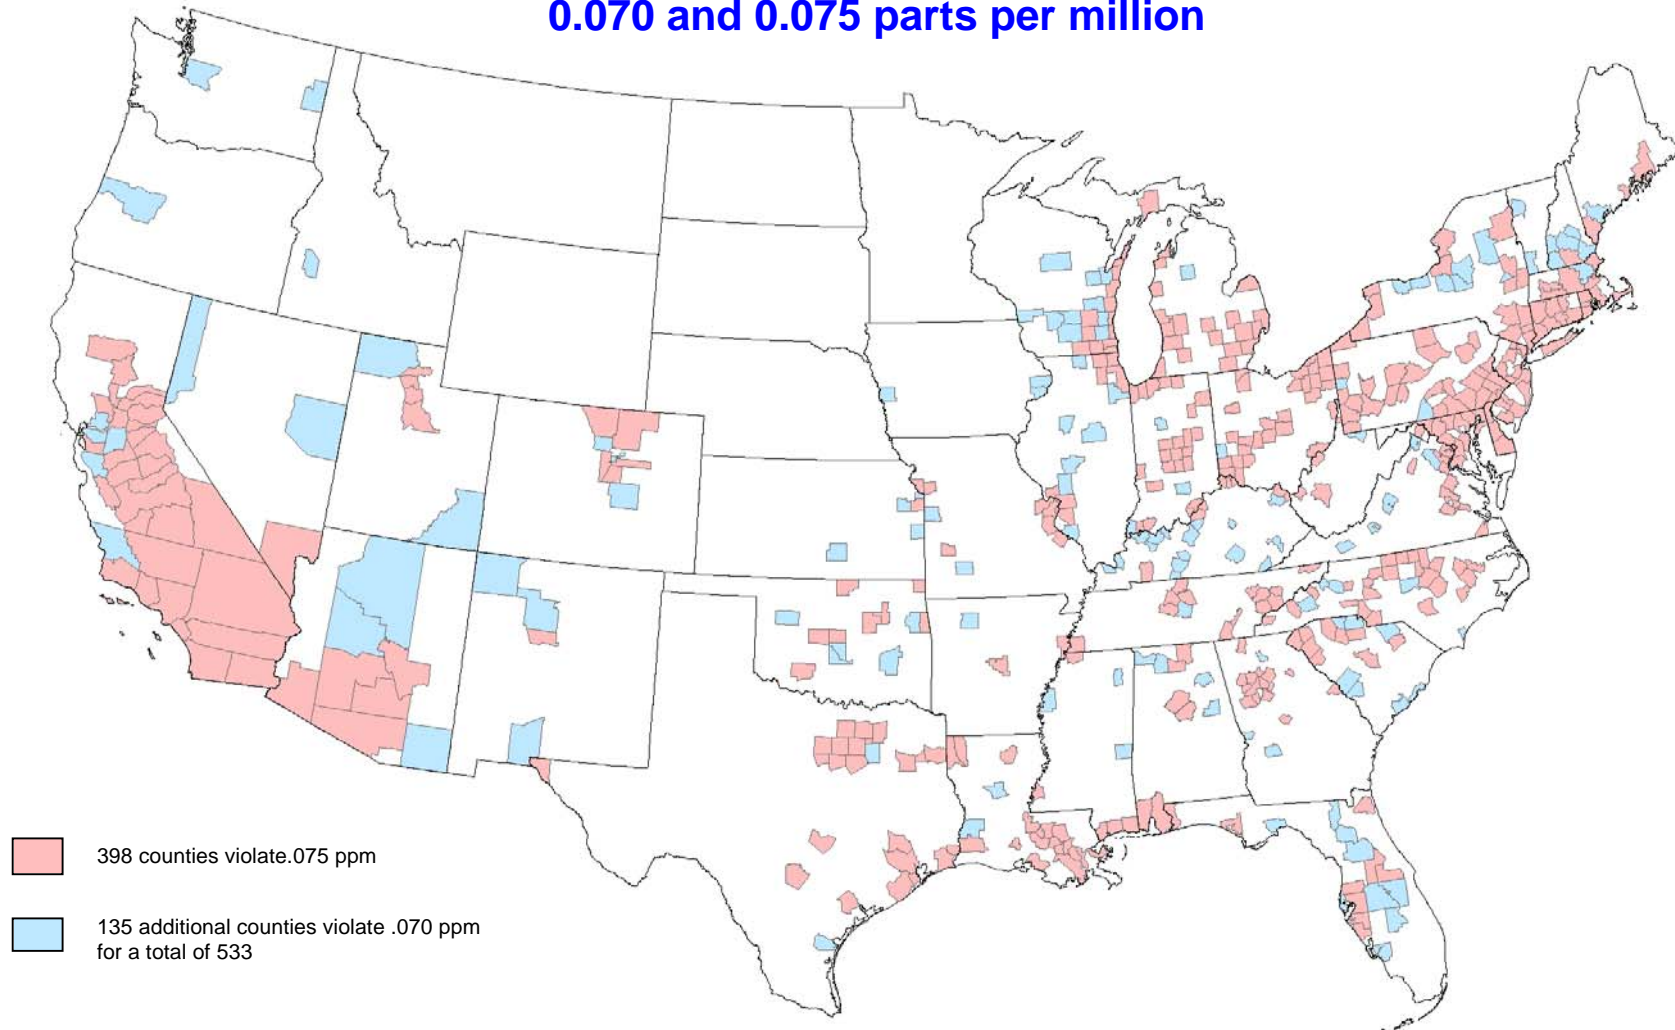 0.070 and 0.075 parts per million
398 counties violate.075 ppm
135 additional counties violate .070 ppm
for a total of 533